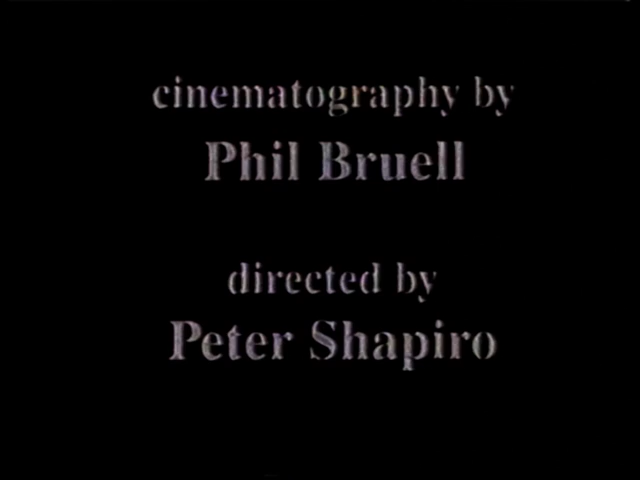 cinematography by
Phil Bruell
directed by
Peter Shapiro